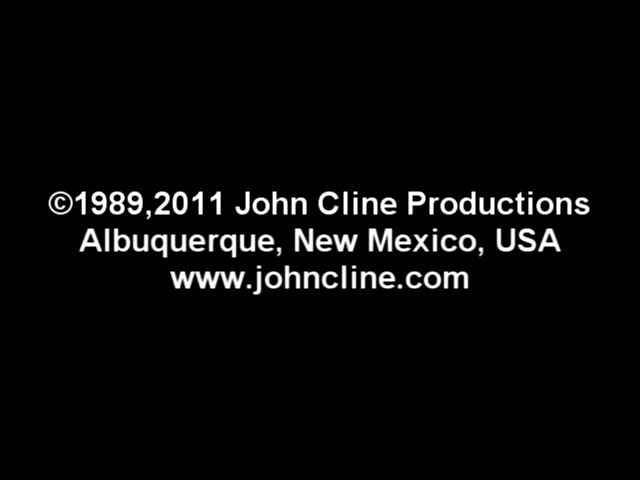 ©1989,2011 John Cline Productions
Albuquerque, New Mexico, USA
www.johncline.com